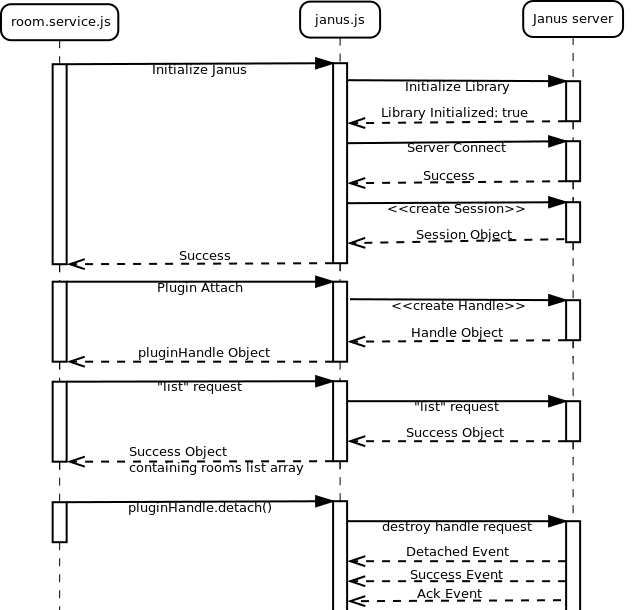 room.service.js
janus.js
Janus server
Initialize Janus
Initialize Library
Library Initialized: true
Server Connect
Success
<<create Session>>
Session Object
Success
Plugin Attach
<<create Handle>>
Handle Object
pluginHandle Object
"list" request
"list" request
Success Object
Success Object
containing rooms list array
pluginHandle.detach()
destroy handle request
Detached Event
Success Event
Ack Event